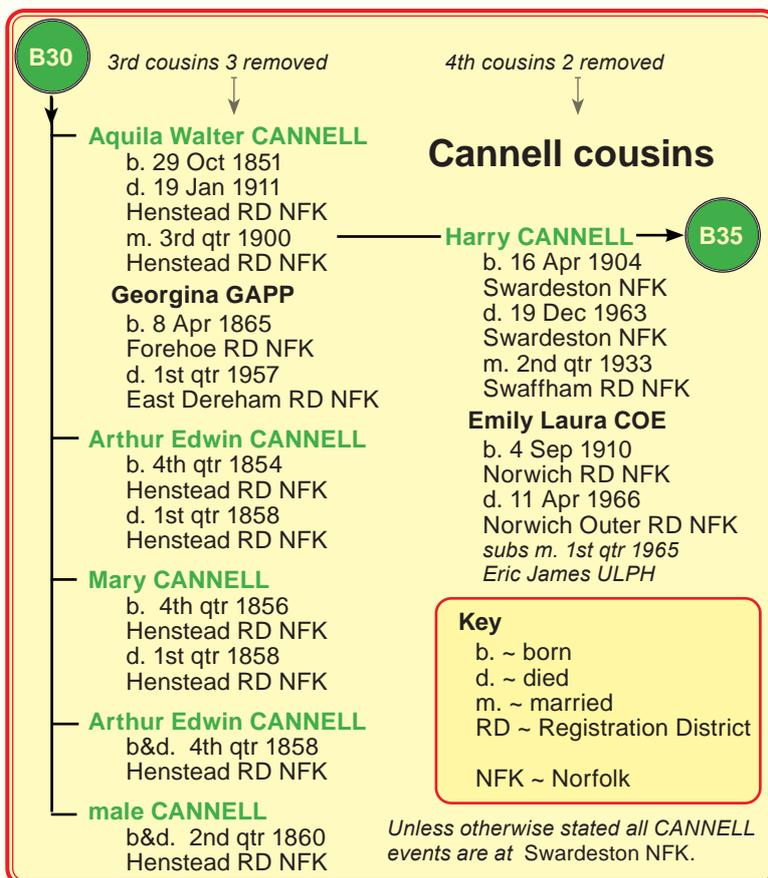 B30
3rd cousins 3 removed
4th cousins 2 removed
Cannell cousins
Aquila Walter CANNELL
b. 29 Oct 1851
d. 19 Jan 1911
Henstead RD NFK
m. 3rd qtr 1900
Henstead RD NFK
Georgina GAPP
b. 8 Apr 1865
Forehoe RD NFK
d. 1st qtr 1957
East Dereham RD NFK
Arthur Edwin CANNELL
b. 4th qtr 1854
Henstead RD NFK
d. 1st qtr 1858
Henstead RD NFK
Mary CANNELL
b. 4th qtr 1856
Henstead RD NFK
d. 1st qtr 1858
Henstead RD NFK
Arthur Edwin CANNELL
b&d. 4th qtr 1858
Henstead RD NFK
male CANNELL
b&d. 2nd qtr 1860
Henstead RD NFK
Harry CANNELL
B35
b. 16 Apr 1904
Swardeston NFK
d. 19 Dec 1963
Swardeston NFK
m. 2nd qtr 1933
Swaffham RD NFK
Emily Laura COE
b. 4 Sep 1910
Norwich RD NFK
d. 11 Apr 1966
Norwich Outer RD NFK
subs m. 1st qtr 1965
Eric James ULPH
Key
b. ~ born
d. ~ died
m. ~ married
RD ~ Registration District
NFK ~ Norfolk
Unless otherwise stated all CANNELL
events are at Swardeston NFK.